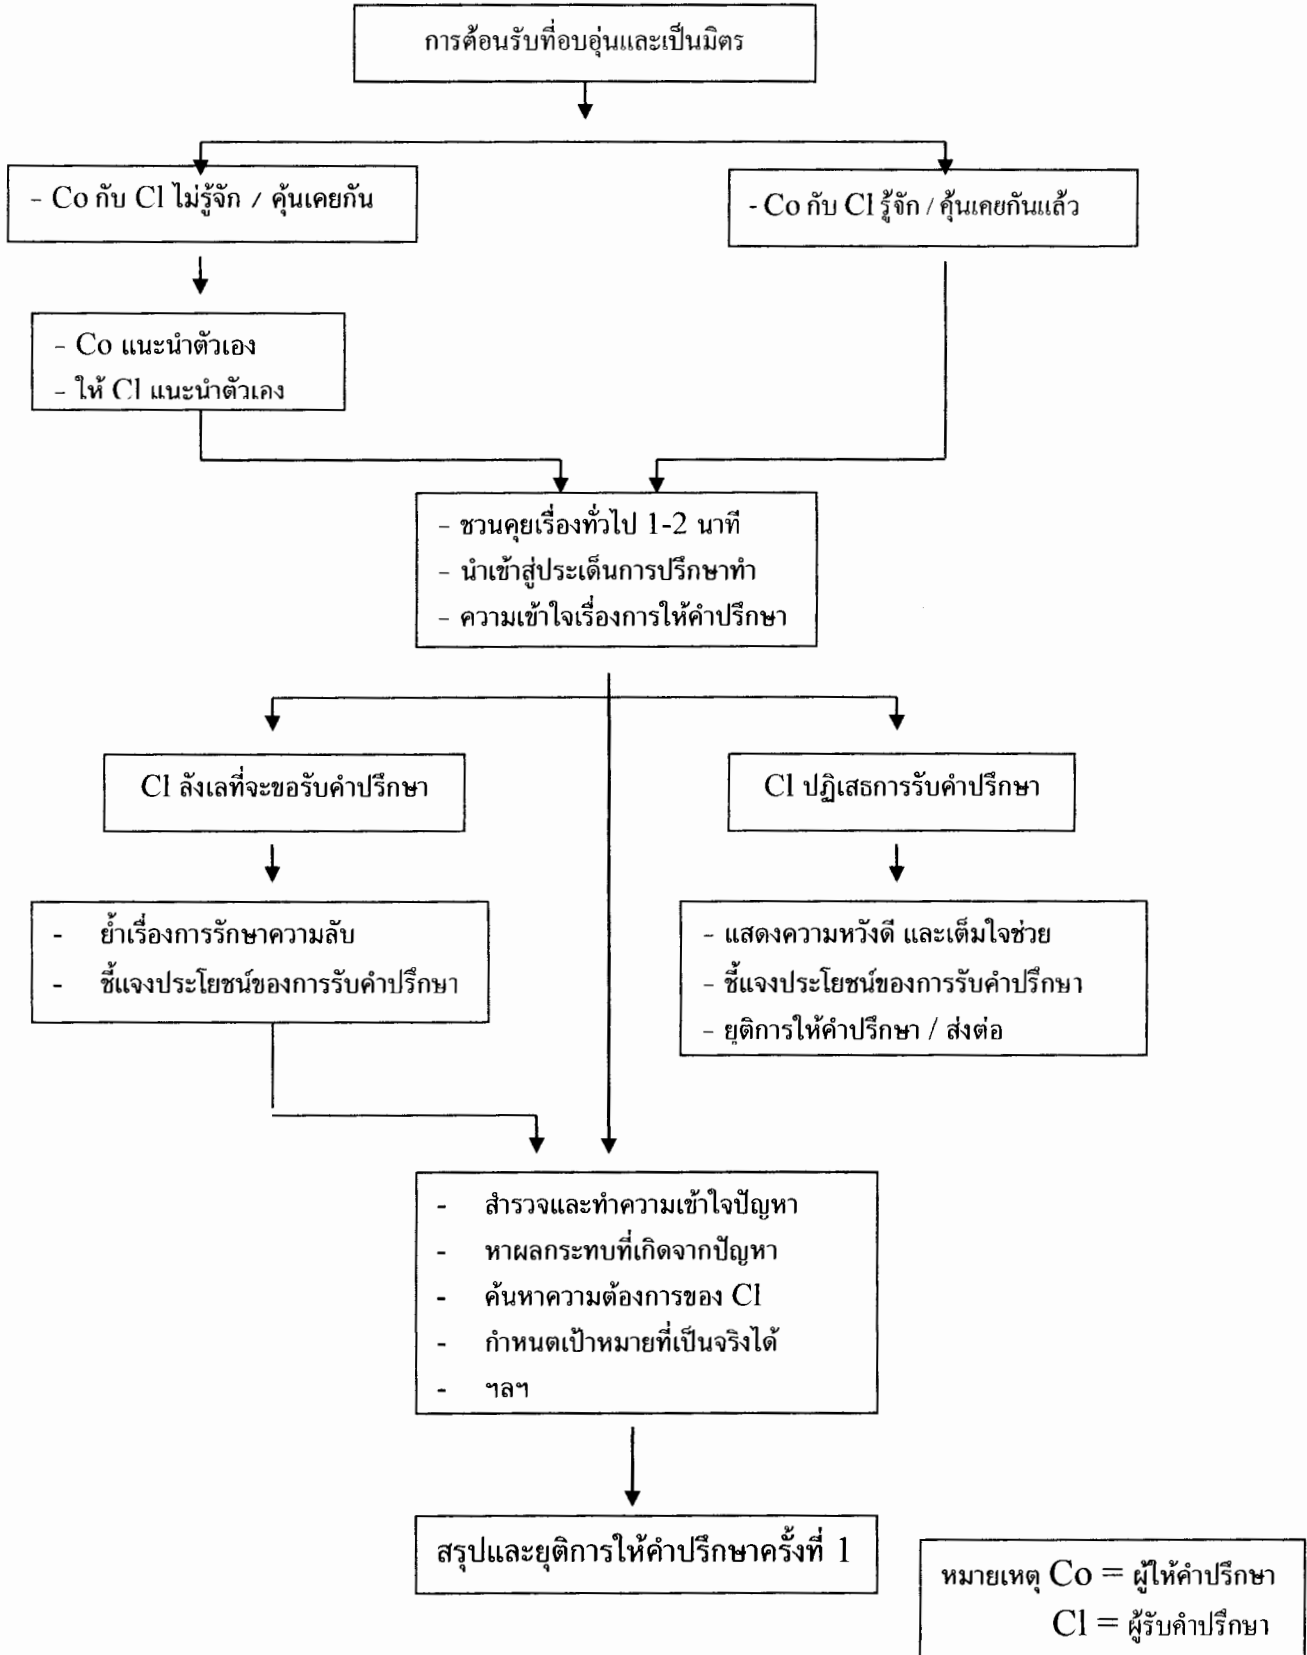 การต้อนรับที่อบอุ่นและเป็นมิตร
- Co กับ Cl ไม่รู้จัก / คุ้นเคยกัน
- Co กับ Cl รู้จัก / คุ้นเคยกันแล้ว
- Co แนะนำตัวเอง
- ให้ Cl แนะนำตัวเอง
- ชวนคุยเรื่องทั่วไป 1-2 นาที
- นำเข้าสู่ประเด็นการปรึกษาทำ
- ความเข้าใจเรื่องการให้คำปรึกษา
Cl ลังเลที่จะขอรับคำปรึกษา
Cl ปฏิเสธการรับคำปรึกษา
- ย้ำเรื่องการรักษาความลับ
- ชี้แจงประโยชน์ของการรับคำปรึกษา
- แสดงความหวังดี และเต็มใจช่วย
- ชี้แจงประโยชน์ของการรับคำปรึกษา
- ยุติการให้คำปรึกษา / ส่งต่อ
- สำรวจและทำความเข้าใจปัญหา
- หาผลกระทบที่เกิดจากปัญหา
- ค้นหาความต้องการของ Cl
- กำหนดเป้าหมายที่เป็นจริงได้
- ฯลฯ
สรุปและยุติการให้คำปรึกษาครั้งที่ 1
หมายเหตุ Co = ผู้ให้คำปรึกษา
Cl = ผู้รับคำปรึกษา